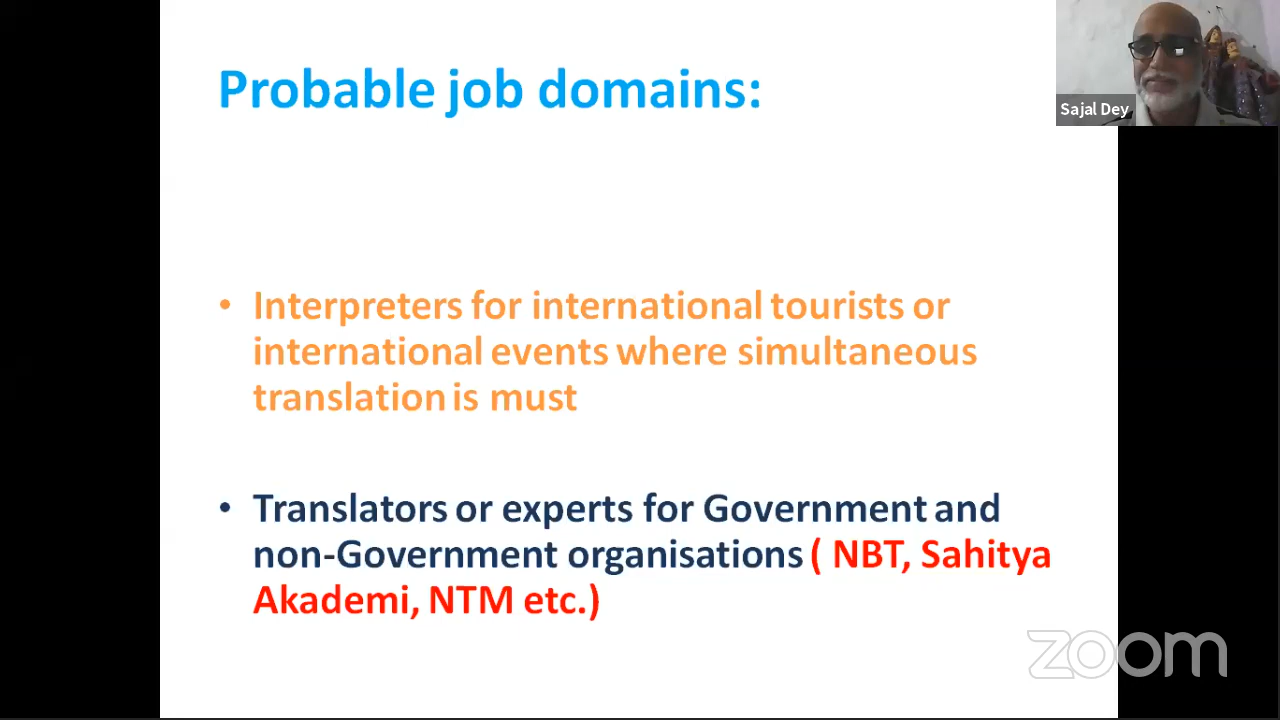 Probable job domains:
Sajal Dey
• Interpreters for international tourists or
international events where simultaneous
translation is must
• Translators or experts for Government and
non-Government organisations ( NBT, Sahitya
Akademi, NTM etc.)
zoom